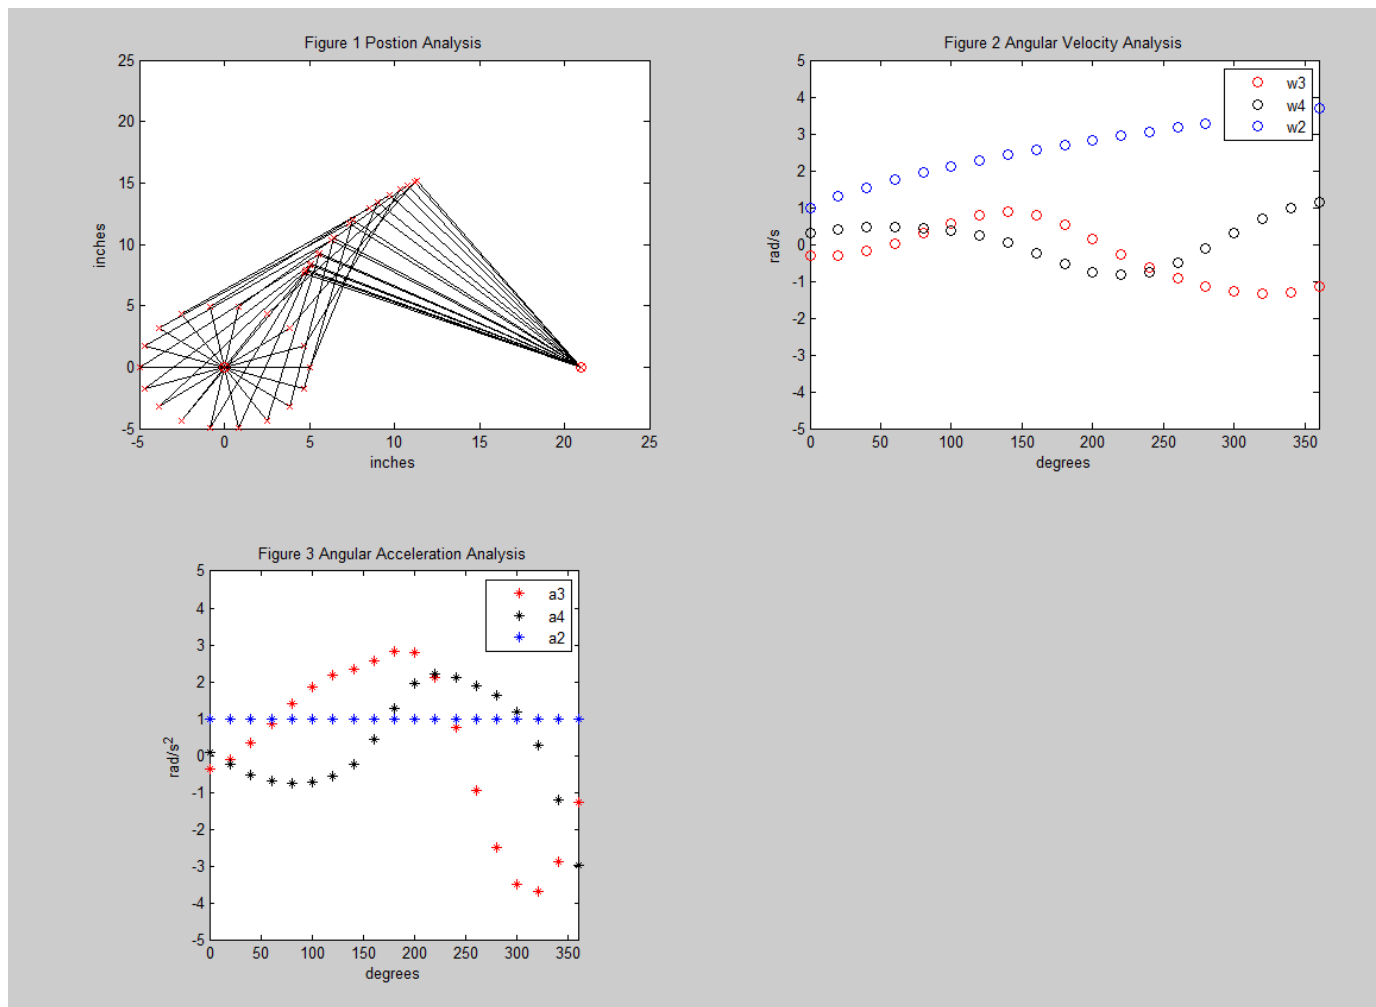 Figure 1 Postion Analysis
25
20
15
10
5
0
-5
inches
-5 0 5 10 15 20 25
inches
Figure 2 Angular Velocity Analysis
5
4
3
2
1
0
-1
-2
-3
-4
-5
rad/s
w3
w4
w2
0 50 100 150 200 250 300 350
degrees
Figure 3 Angular Acceleration Analysis
5
4
3
2
1
0
-1
-2
-3
-4
-5
rad/s²
a3
a4
a2
0 50 100 150 200 250 300 350
degrees